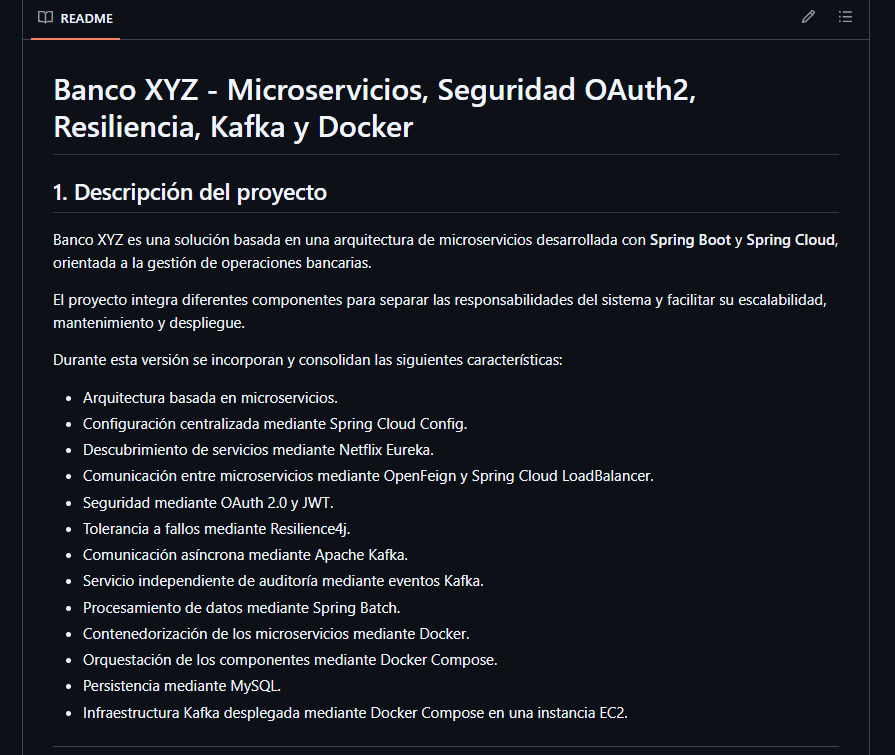 README
Banco XYZ - Microservicios, Seguridad OAuth2,
Resiliencia, Kafka y Docker
1. Descripción del proyecto
Banco XYZ es una solución basada en una arquitectura de microservicios desarrollada con Spring Boot y Spring Cloud,
orientada a la gestión de operaciones bancarias.
El proyecto integra diferentes componentes para separar las responsabilidades del sistema y facilitar su escalabilidad,
mantenimiento y despliegue.
Durante esta versión se incorporan y consolidan las siguientes características:
• Arquitectura basada en microservicios.
• Configuración centralizada mediante Spring Cloud Config.
• Descubrimiento de servicios mediante Netflix Eureka.
• Comunicación entre microservicios mediante OpenFeign y Spring Cloud LoadBalancer.
• Seguridad mediante OAuth 2.0 y JWT.
• Tolerancia a fallos mediante Resilience4j.
• Comunicación asíncrona mediante Apache Kafka.
• Servicio independiente de auditoría mediante eventos Kafka.
• Procesamiento de datos mediante Spring Batch.
• Contenedorización de los microservicios mediante Docker.
• Orquestación de los componentes mediante Docker Compose.
• Persistencia mediante MySQL.
• Infraestructura Kafka desplegada mediante Docker Compose en una instancia EC2.